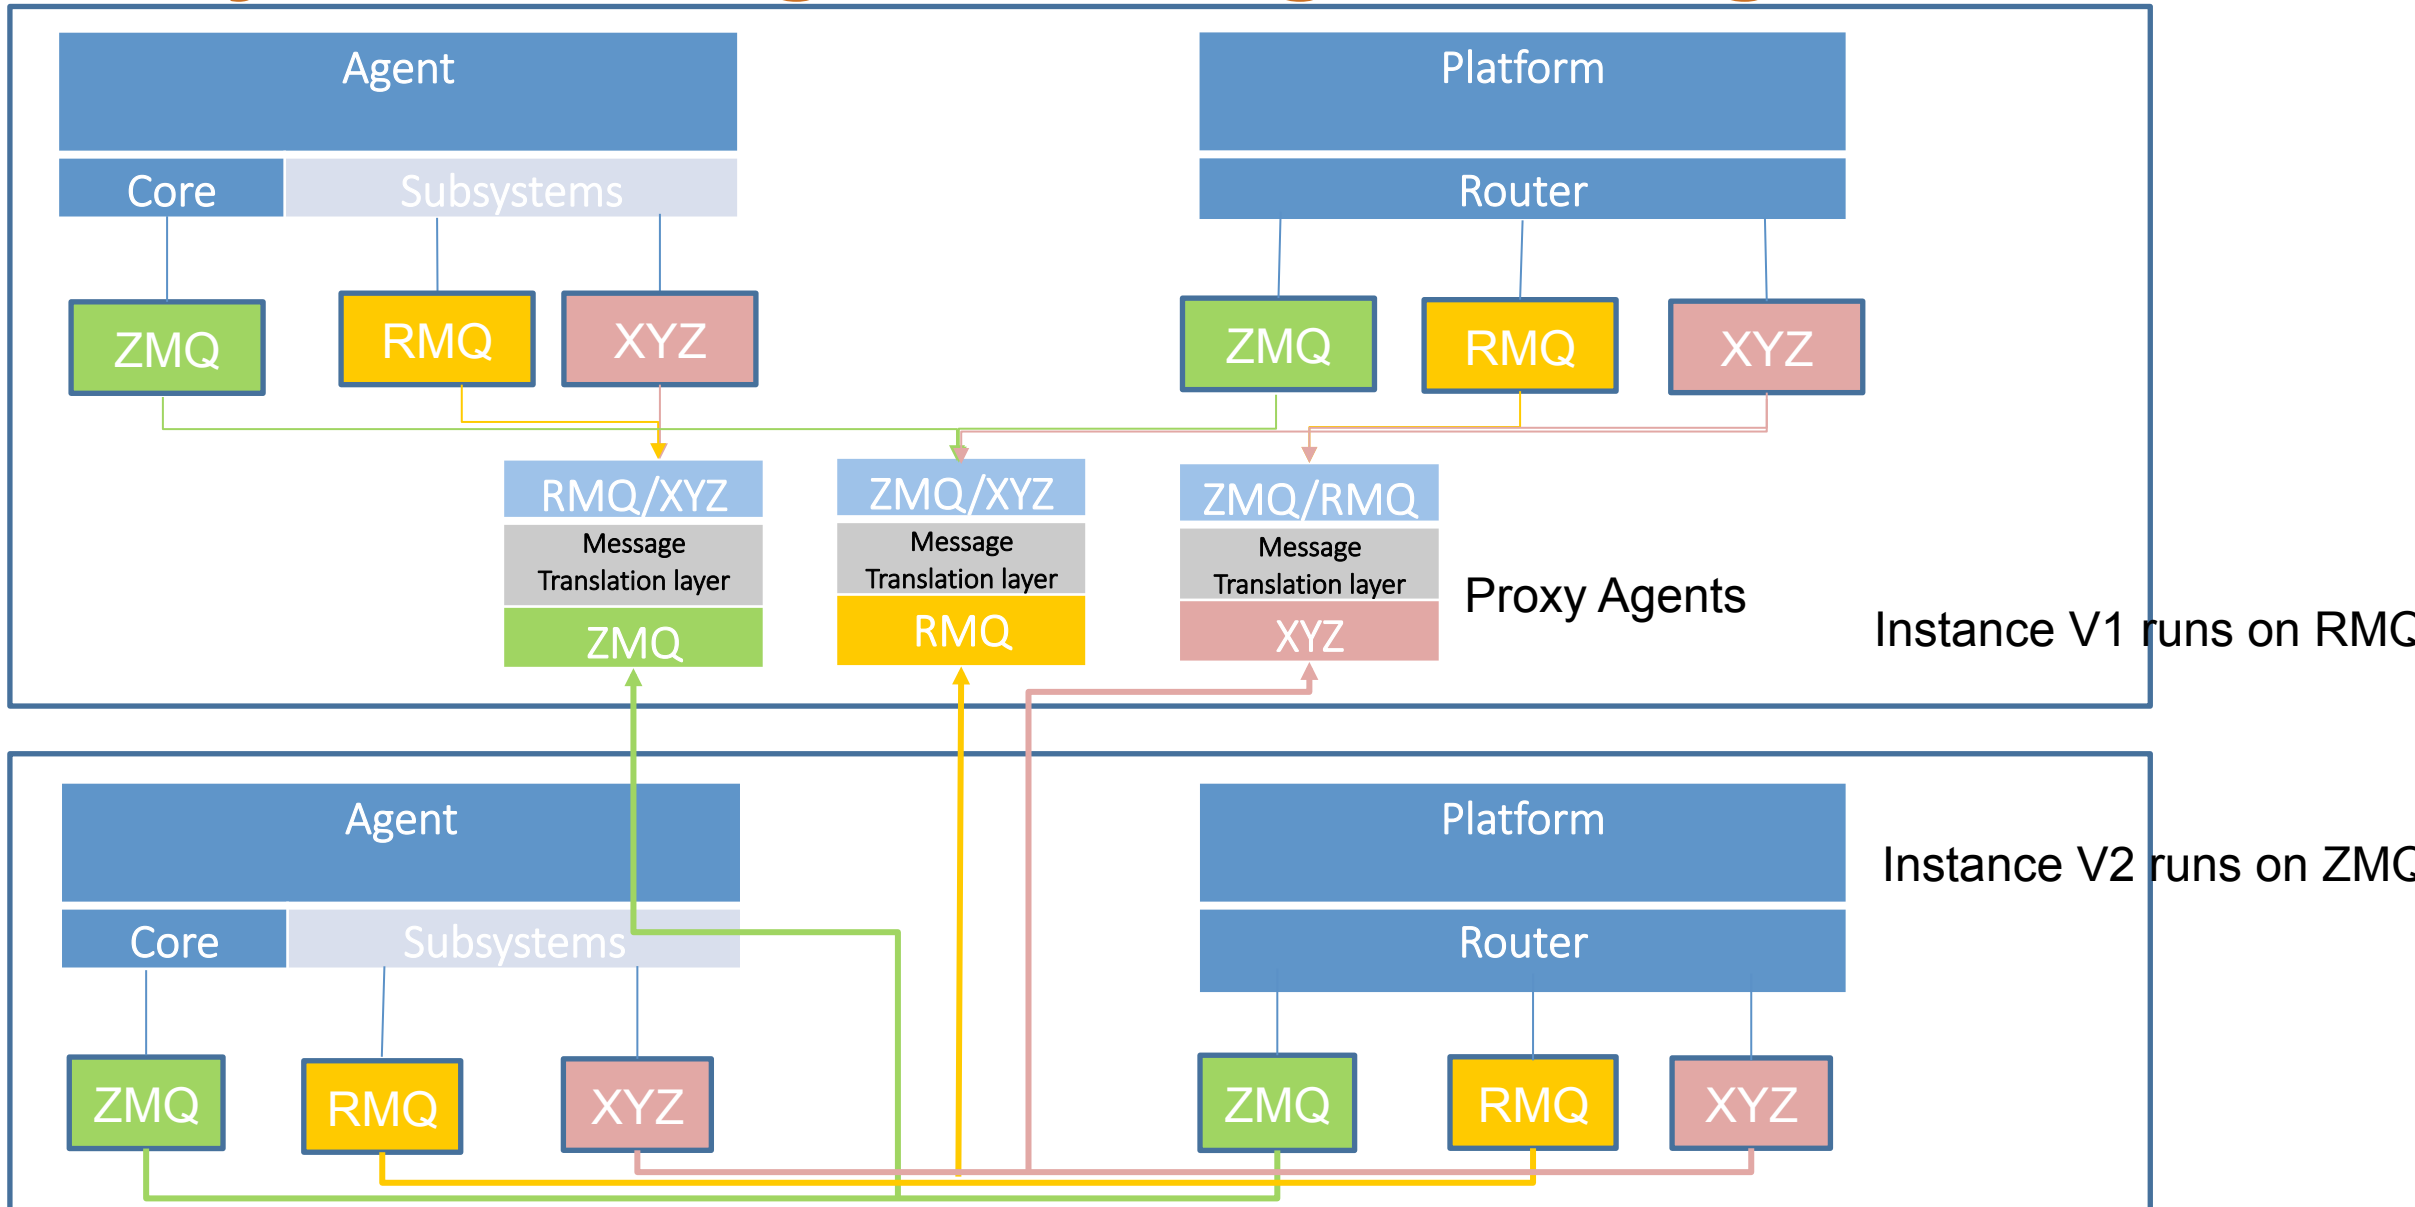 Agent
Platform
Core
Subsystems
Router
ZMQ
RMQ
XYZ
ZMQ
RMQ
XYZ
RMQ/XYZ
Message
Translation layer
ZMQ
ZMQ/XYZ
Message
Translation layer
RMQ
ZMQ/RMQ
Message
Translation layer
XYZ
Proxy Agents
Instance V1 runs on RMQ
Agent
Platform
Instance V2 runs on ZMQ
Core
Subsystems
Router
ZMQ
RMQ
XYZ
ZMQ
RMQ
XYZ